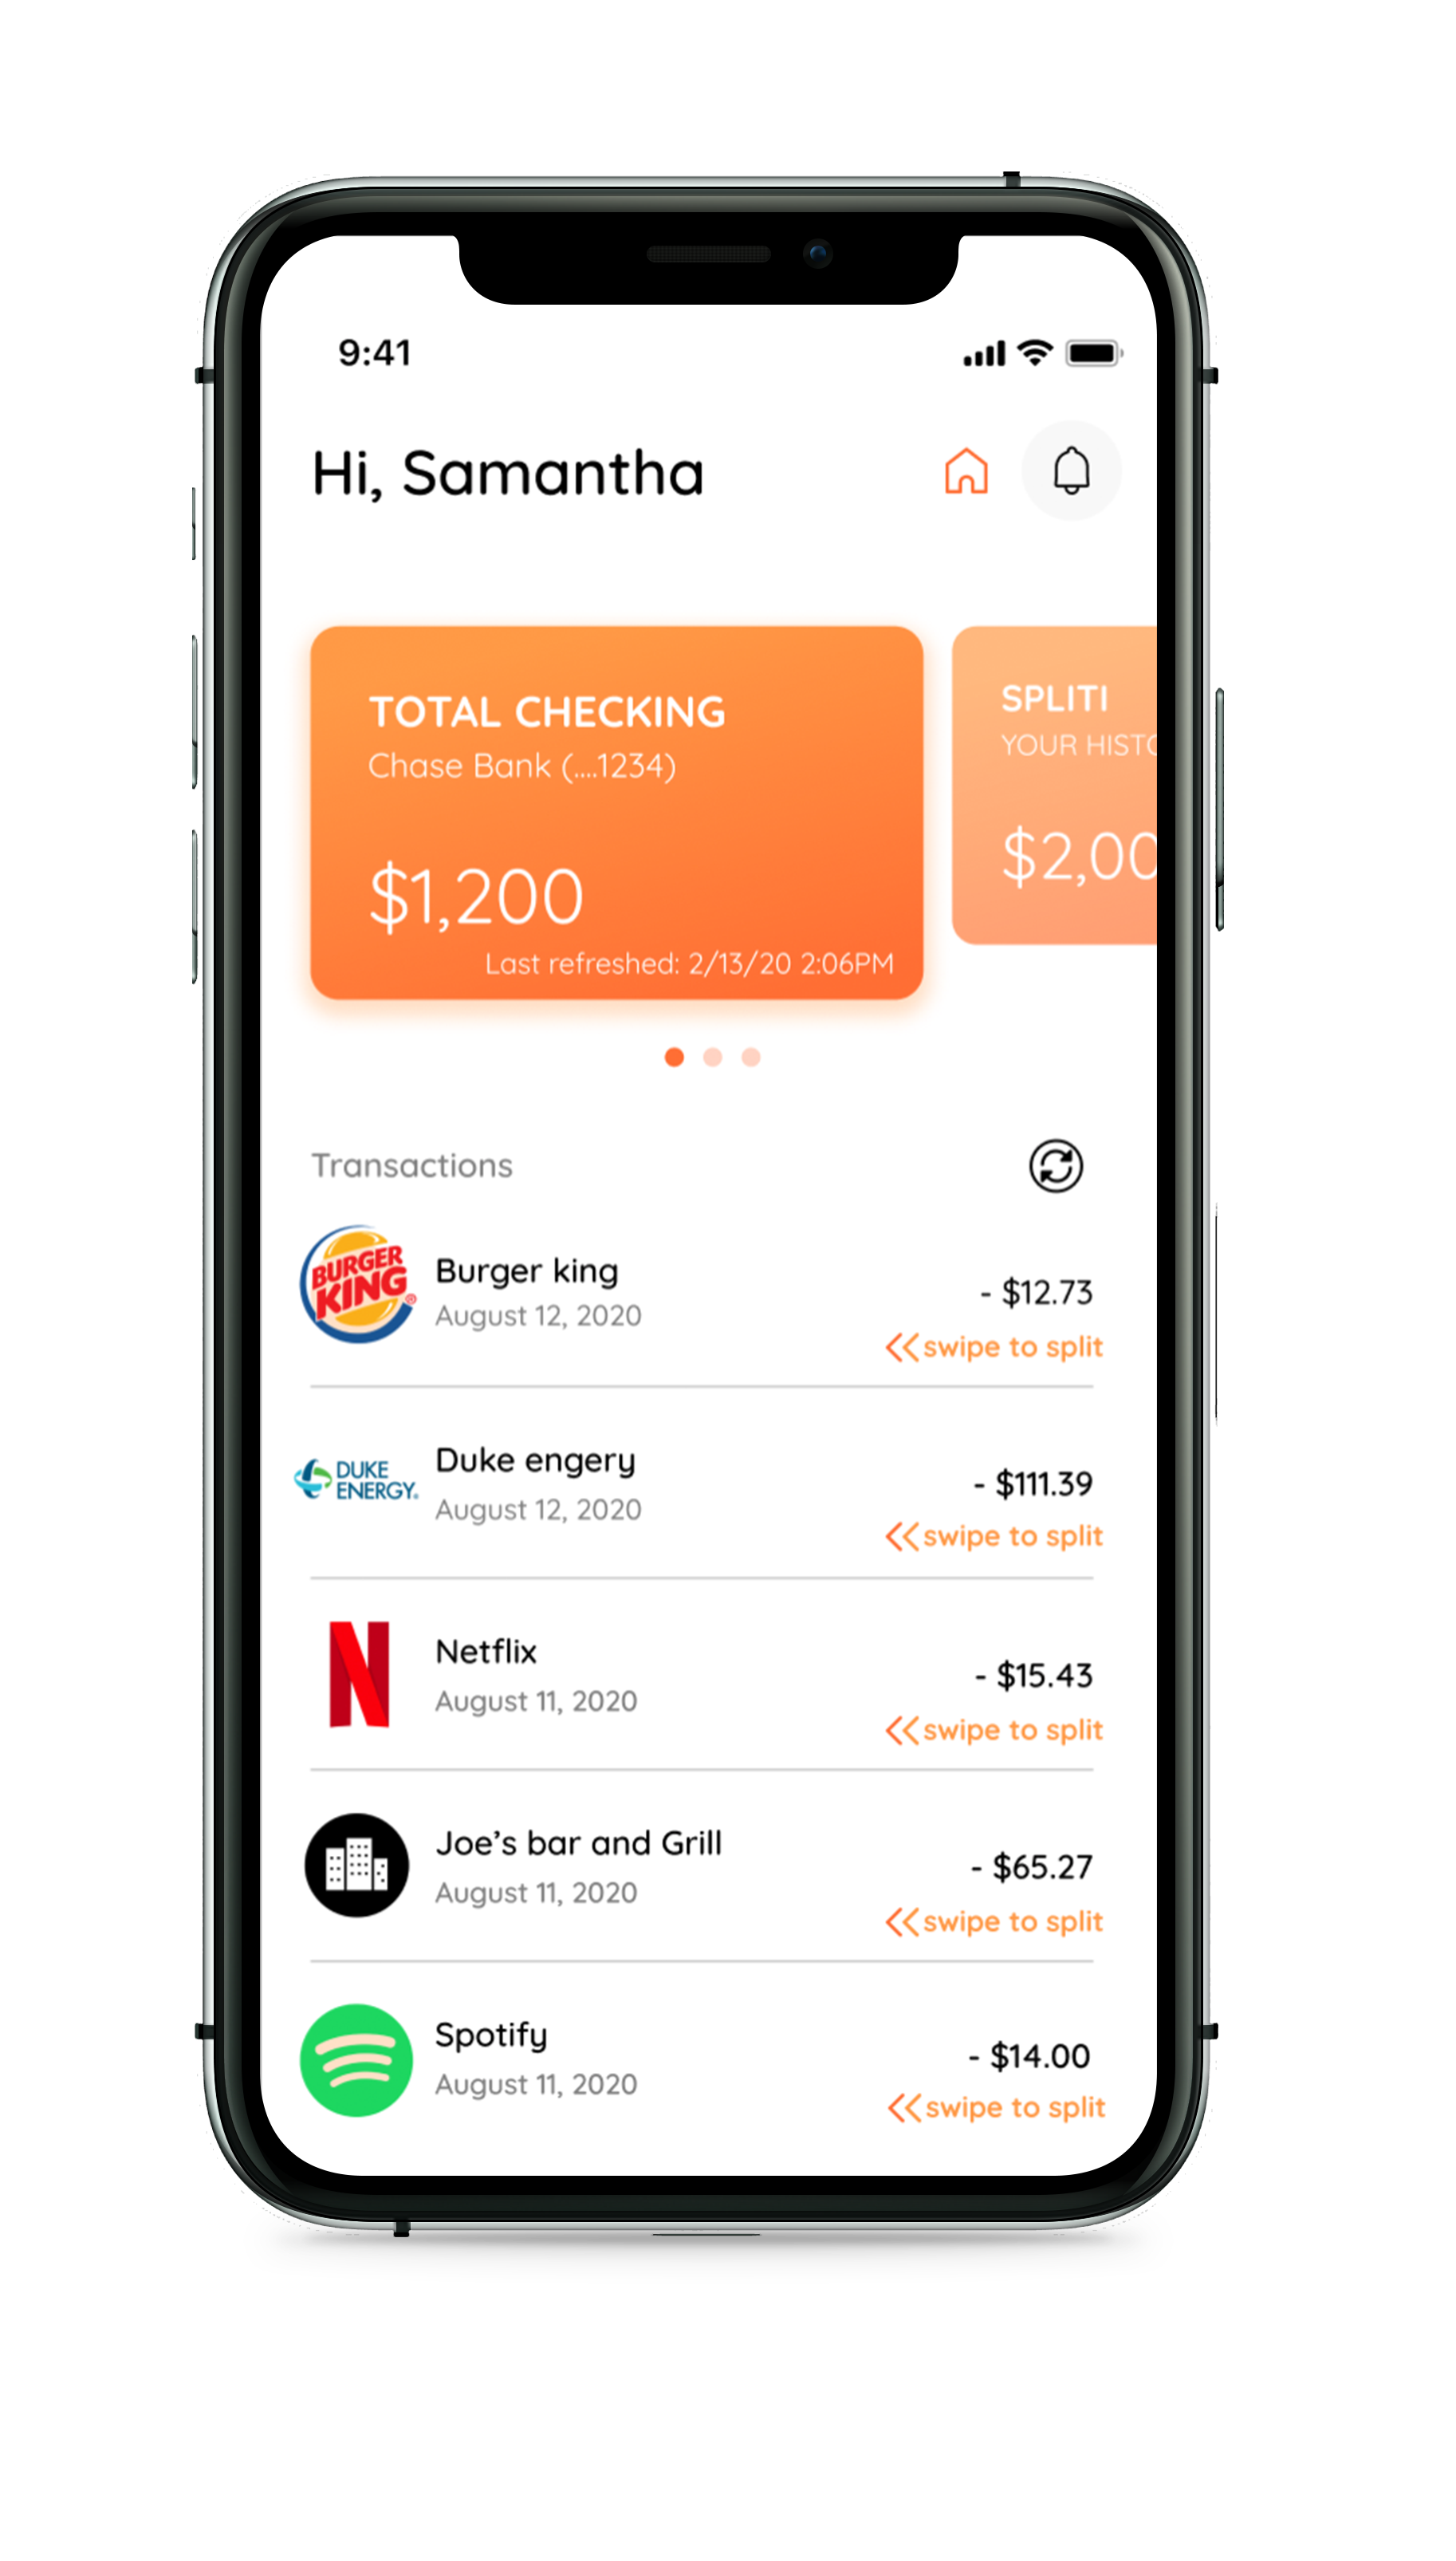 9:41
Hi, Samantha
TOTAL CHECKING
Chase Bank (....1234)
$1,200
Last refreshed: 2/13/20 2:06PM
SPLITI
YOUR HISTO
$2,00
Transactions
BURGER
KING®
Burger king
August 12, 2020
- $12.73
swipe to split
DUKE
ENERGY®
Duke engery
August 12, 2020
- $111.39
swipe to split
N
Netflix
August 11, 2020
- $15.43
swipe to split
Joe's bar and Grill
August 11, 2020
- $65.27
swipe to split
Spotify
August 11, 2020
- $14.00
swipe to split